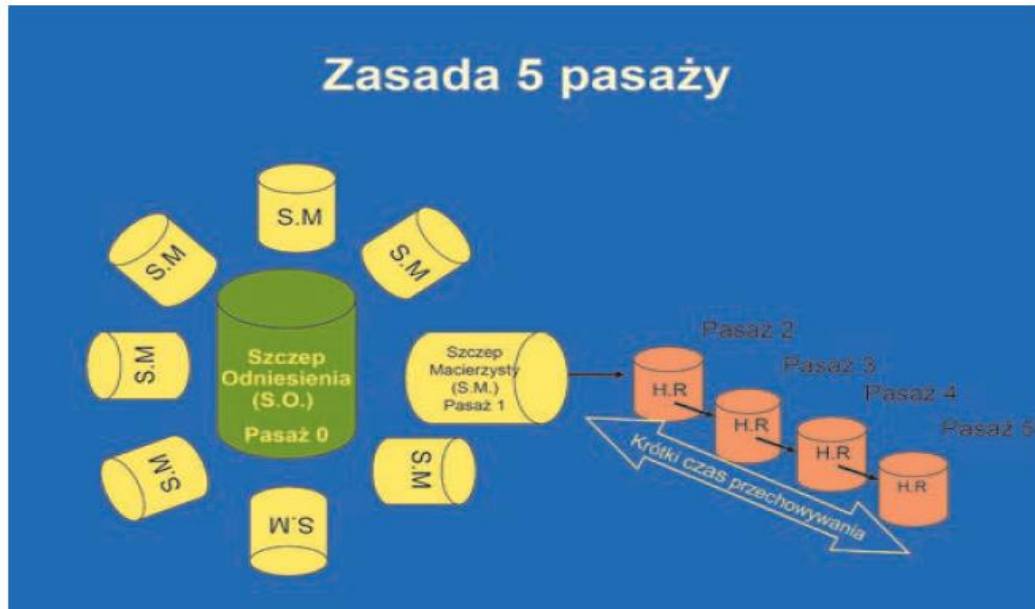 Zasada 5 pasaży
S.M
S.M
S.M
S.M
S.M
S.M
S.M
Szczep
Odniesienia
(S.O.)
Pasaż 0
Szczep
Macierzysty
(S.M.)
Pasaż 1
Pasaż 2
H.R
Pasaż 3
H.R
Pasaż 4
H.R
Pasaż 5
H.R
Krótki czas przechowywania